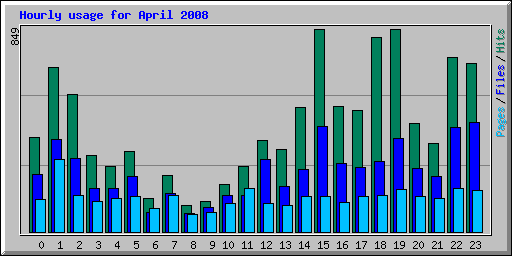 Hourly usage for April 2008
849
Pages/Files/Hits
0 1 2 3 4 5 6 7 8 9 10 11 12 13 14 15 16 17 18 19 20 21 22 23